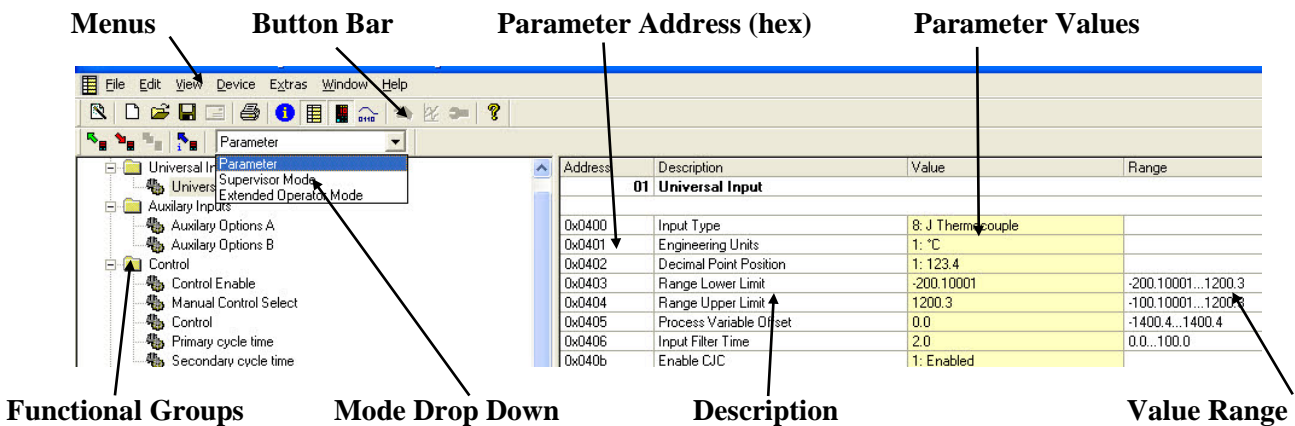 Menus Button Bar Parameter Address (hex) Parameter Values
File Edit View Device Extras Window Help
Parameter
Parameter
Supervisor Mode
Extended Operator Mode
Universal In
Univers
Auxilary Inputs
Auxilary Options A
Auxilary Options B
Control
Control Enable
Manual Control Select
Control
Primary cycle time
Secondary cycle time
Address Description Value Range
01 Universal Input
0x0400 Input Type 8: J Thermocouple
0x0401 Engineering Units 1: °C
0x0402 Decimal Point Position 1: 123.4
0x0403 Range Lower Limit -200.10001 -200.10001...1200.3
0x0404 Range Upper Limit 1200.3 -100.10001...1200.3
0x0405 Process Variable Offset 0.0 -1400.4...1400.4
0x0406 Input Filter Time 2.0 0.0...100.0
0x040b Enable CJC 1: Enabled
Functional Groups Mode Drop Down Description Value Range